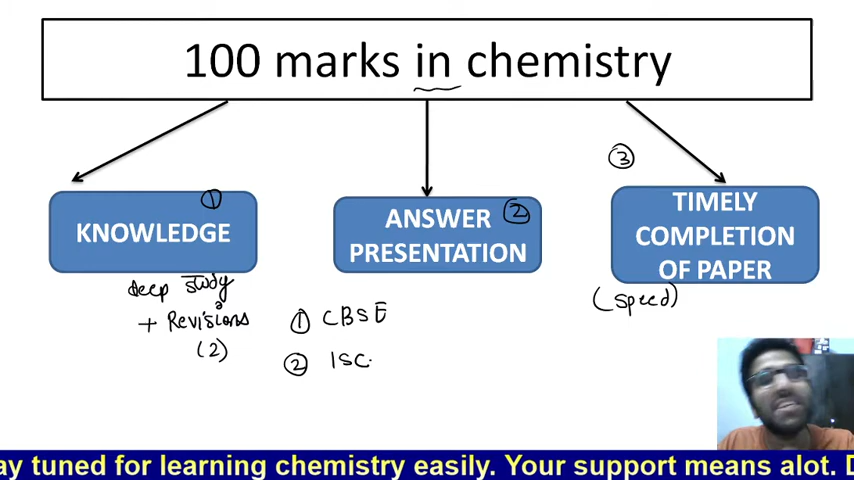 100 marks in chemistry
①
KNOWLEDGE
deep study
+ Revisions
(2)
②
ANSWER
PRESENTATION
① CBSE
② ISC
③
TIMELY
COMPLETION
OF PAPER
(speed)
ay tuned for learning chemistry easily. Your support means alot. D